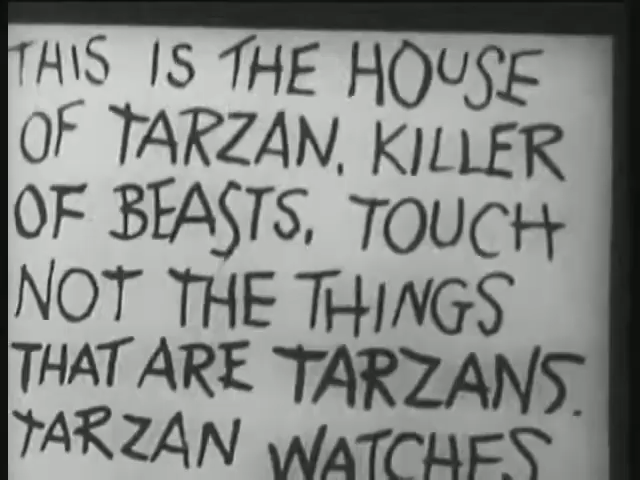 THIS IS THE HOUSE
OF TARZAN. KILLER
OF BEASTS. TOUCH
NOT THE THINGS
THAT ARE TARZANS.
TARZAN WATCHES